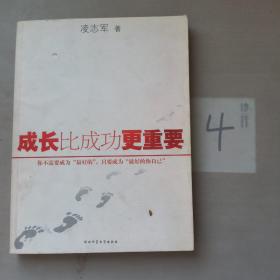 凌志军 著
成长比成功更重要
你不需要成为“最好的”，只要成为“最好的你自己”
4